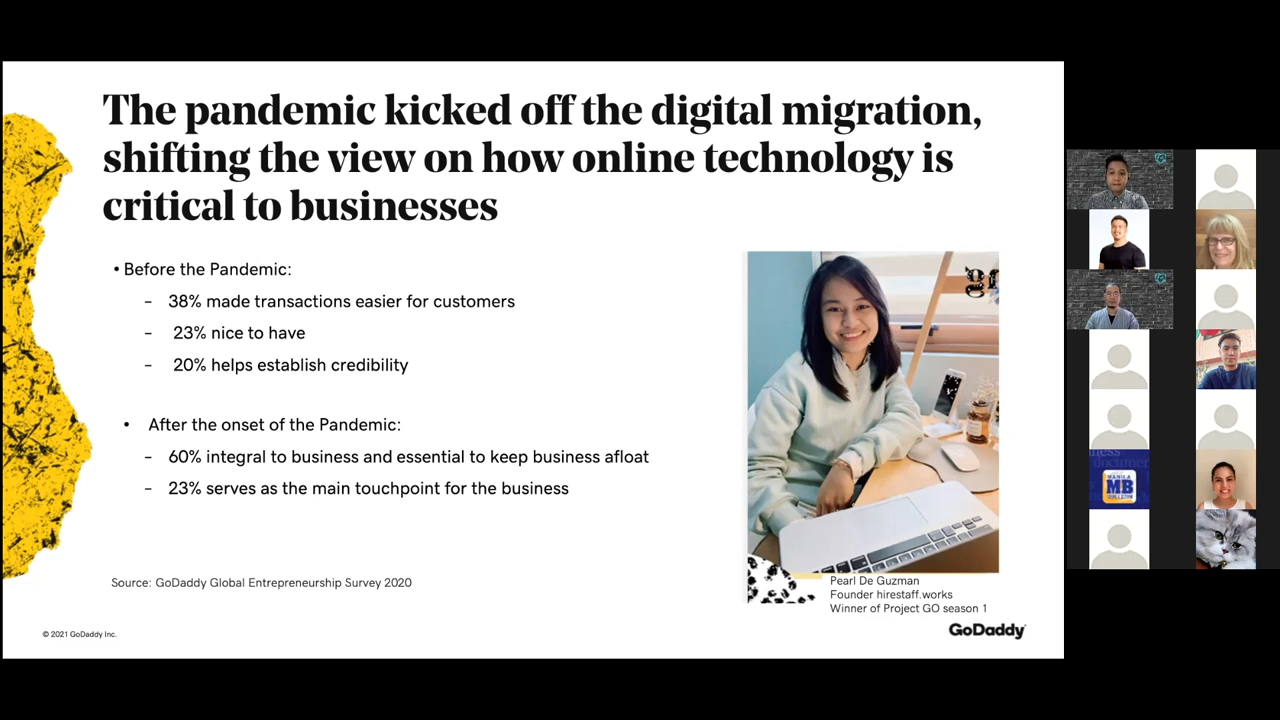 The pandemic kicked off the digital migration,
shifting the view on how online technology is
critical to businesses
• Before the Pandemic:
– 38% made transactions easier for customers
– 23% nice to have
– 20% helps establish credibility
• After the onset of the Pandemic:
– 60% integral to business and essential to keep business afloat
– 23% serves as the main touchpoint for the business
Source: GoDaddy Global Entrepreneurship Survey 2020
Pearl De Guzman
Founder hirestaff.works
Winner of Project GO season 1
© 2021 GoDaddy Inc.
GoDaddy
MANILA
MB
BULLETIN